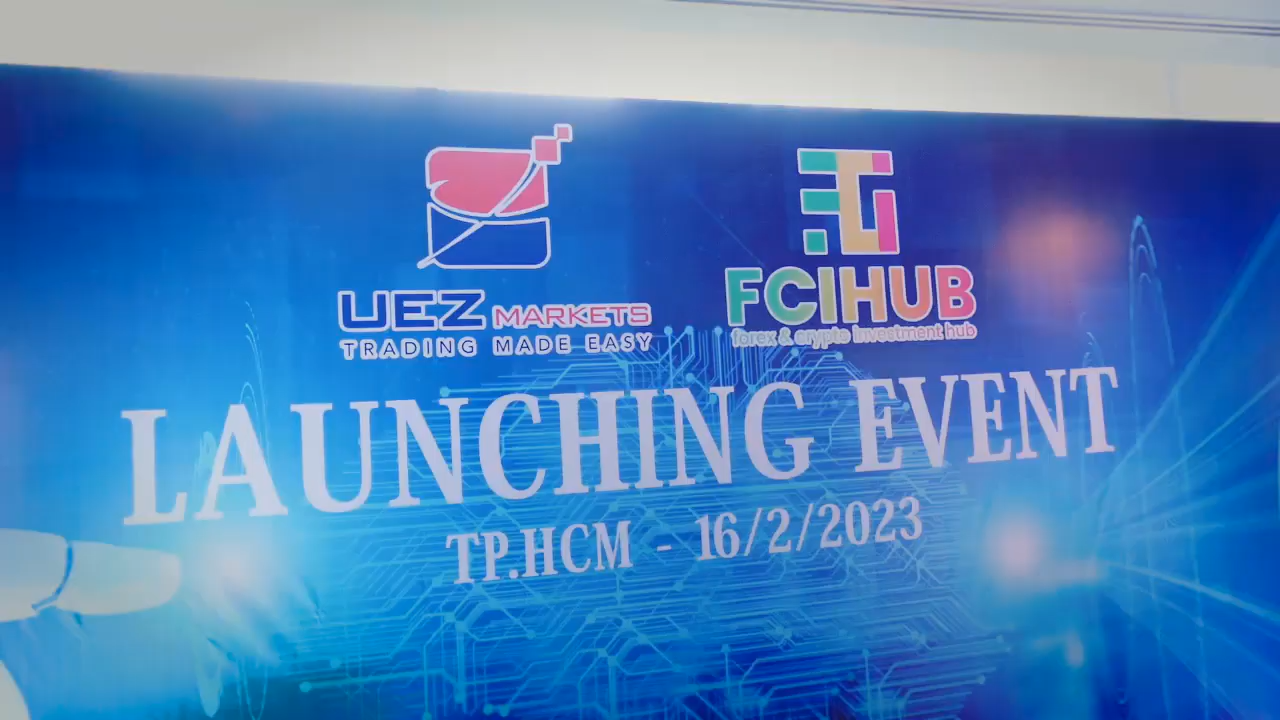 UEZ MARKETS
TRADING MADE EASY
FCIHUB
forex & crypto investment hub
LAUNCHING EVENT
TP.HCM - 16/2/2023